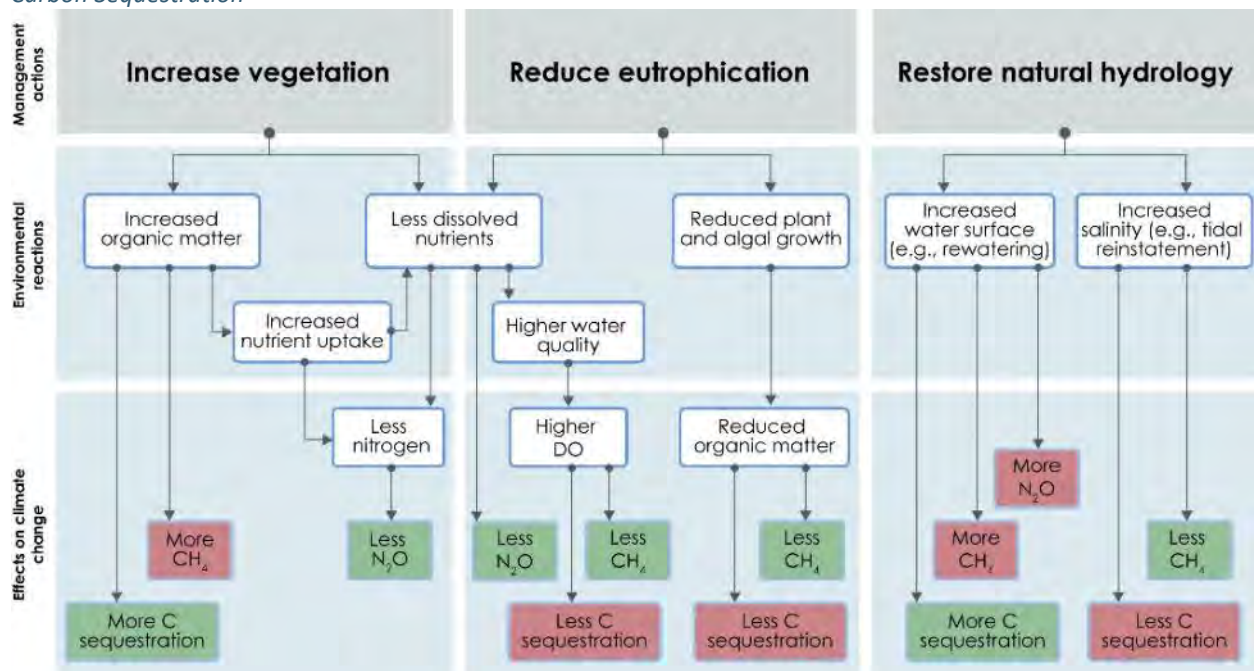 Carbon Sequestration
Management
actions
Increase vegetation
Reduce eutrophication
Restore natural hydrology
Environmental
reactions
Increased
organic matter
Less dissolved
nutrients
Reduced plant
and algal growth
Increased
water surface
(e.g., rewatering)
Increased
salinity (e.g., tidal
reinstatement)
Increased
nutrient uptake
Higher water
quality
Effects on climate
change
Less
nitrogen
Higher
DO
Reduced
organic matter
More
N₂O
More
CH₄
Less
N₂O
Less
N₂O
Less
CH₄
Less
CH₄
More
CH₄
Less
CH₄
More C
sequestration
Less C
sequestration
Less C
sequestration
More C
sequestration
Less C
sequestration